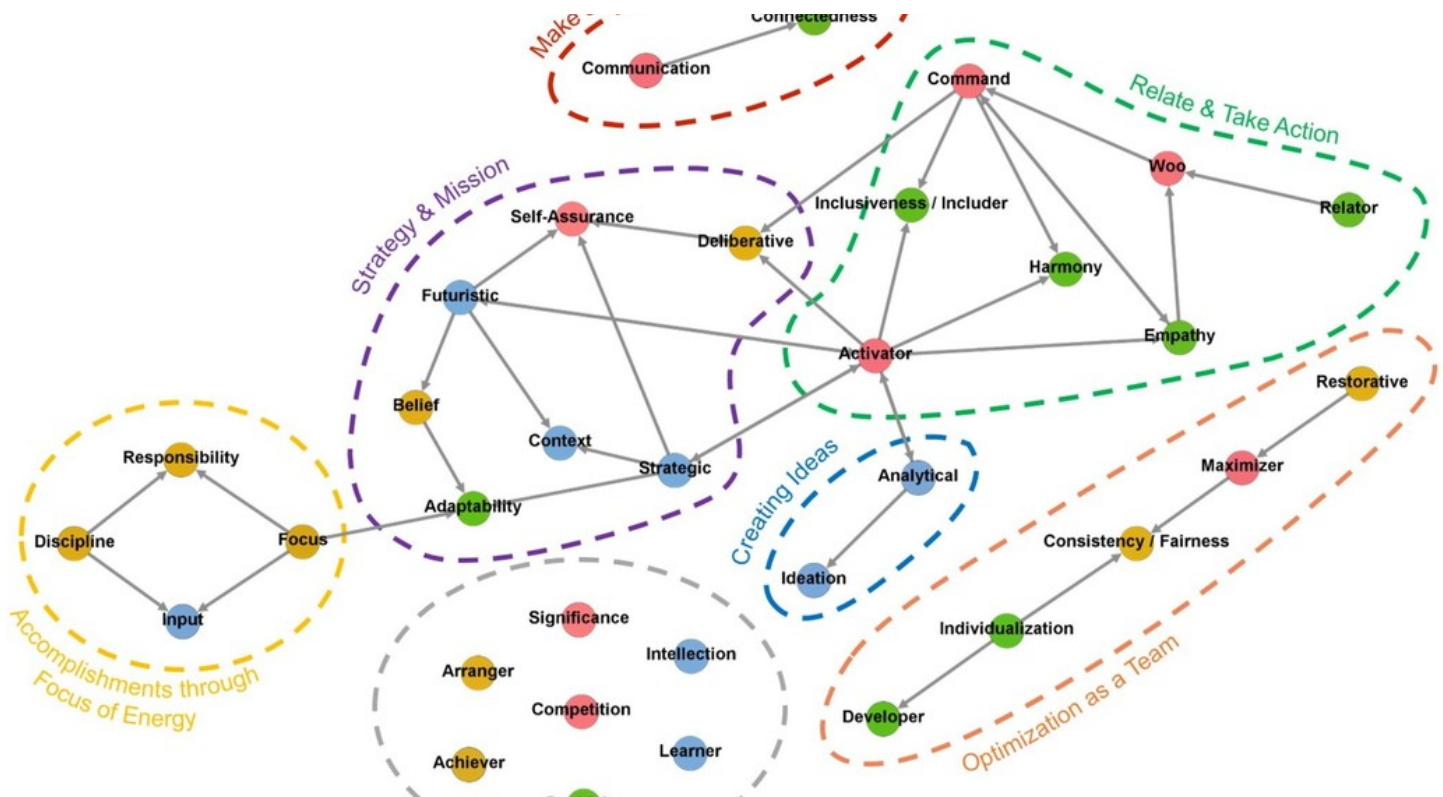 Connectedness
Make
Communication
Command
Relate & Take Action
Woo
Strategy & Mission
Inclusiveness / Includer
Relator
Self-Assurance
Deliberative
Harmony
Futuristic
Empathy
Activator
Restorative
Belief
Context
Responsibility
Strategic
Maximizer
Creating Ideas
Analytical
Adaptability
Discipline
Focus
Consistency / Fairness
Ideation
Input
Significance
Individualization
Accomplishments through
Focus of Energy
Intellection
Arranger
Competition
Developer
Optimization as a Team
Learner
Achiever